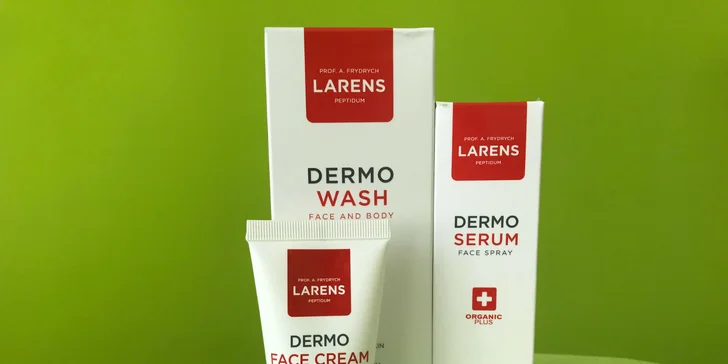 PROF. A. FRYDRYCH
LARENS
PEPTIDUM
DERMO
WASH
FACE AND BODY
PROF. A. FRYDRYCH
LARENS
PEPTIDUM
DERMO
SERUM
FACE SPRAY
ORGANIC
PLUS
PROF. A. FRYDRYCH
LARENS
PEPTIDUM
DERMO
FACE CREAM